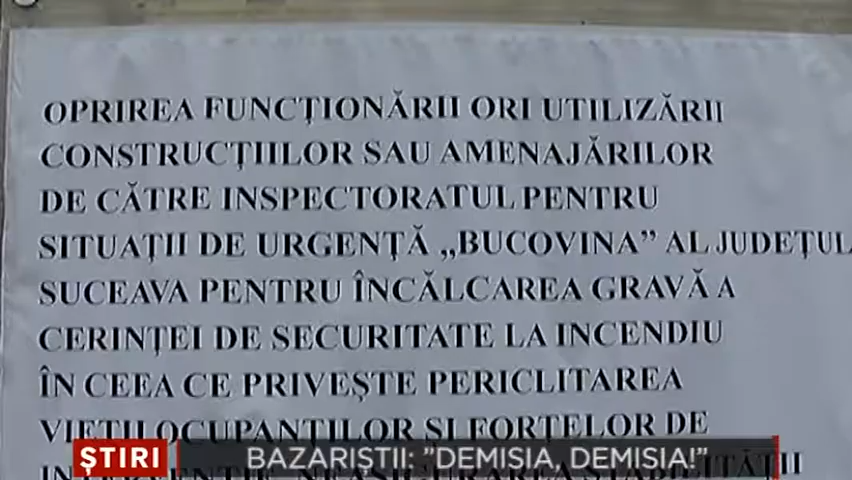 OPRIREA FUNCȚIONĂRII ORI UTILIZĂRII
CONSTRUCȚIILOR SAU AMENAJĂRILOR
DE CĂTRE INSPECTORATUL PENTRU
SITUAȚII DE URGENȚĂ „BUCOVINA” AL JUDEȚUL
SUCEAVA PENTRU ÎNCĂLCAREA GRAVĂ A
CERINȚEI DE SECURITATE LA INCENDIU
ÎN CEEA CE PRIVEȘTE PERICLITAREA
VIEȚII OCUPANȚILOR ȘI FORȚELOR DE
ȘTIRI
BAZARIȘTII: ”DEMISIA, DEMISIA!”